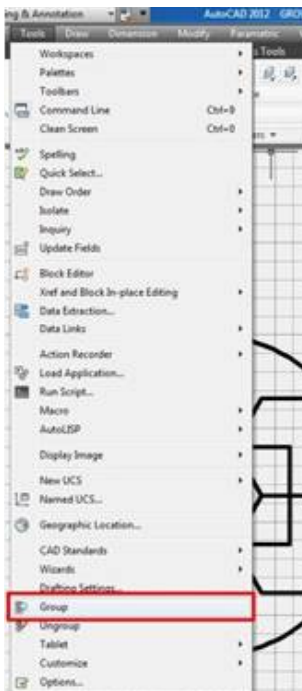 ng & Annotation
AutoCAD 2012 GRO
Tools Draw Dimension Modify Parametric
s Tools
Workspaces
Palettes
Toolbars
Command Line Ctrl+9
Clean Screen Ctrl+0
Spelling
Quick Select...
Draw Order
Isolate
Inquiry
Update Fields
Block Editor
Xref and Block In-place Editing
Data Extraction...
Data Links
Action Recorder
Load Application...
Run Script...
Macro
AutoLISP
Display Image
New UCS
Named UCS...
Geographic Location...
CAD Standards
Wizards
Drafting Settings...
Group
Ungroup
Tablet
Customize
Options...